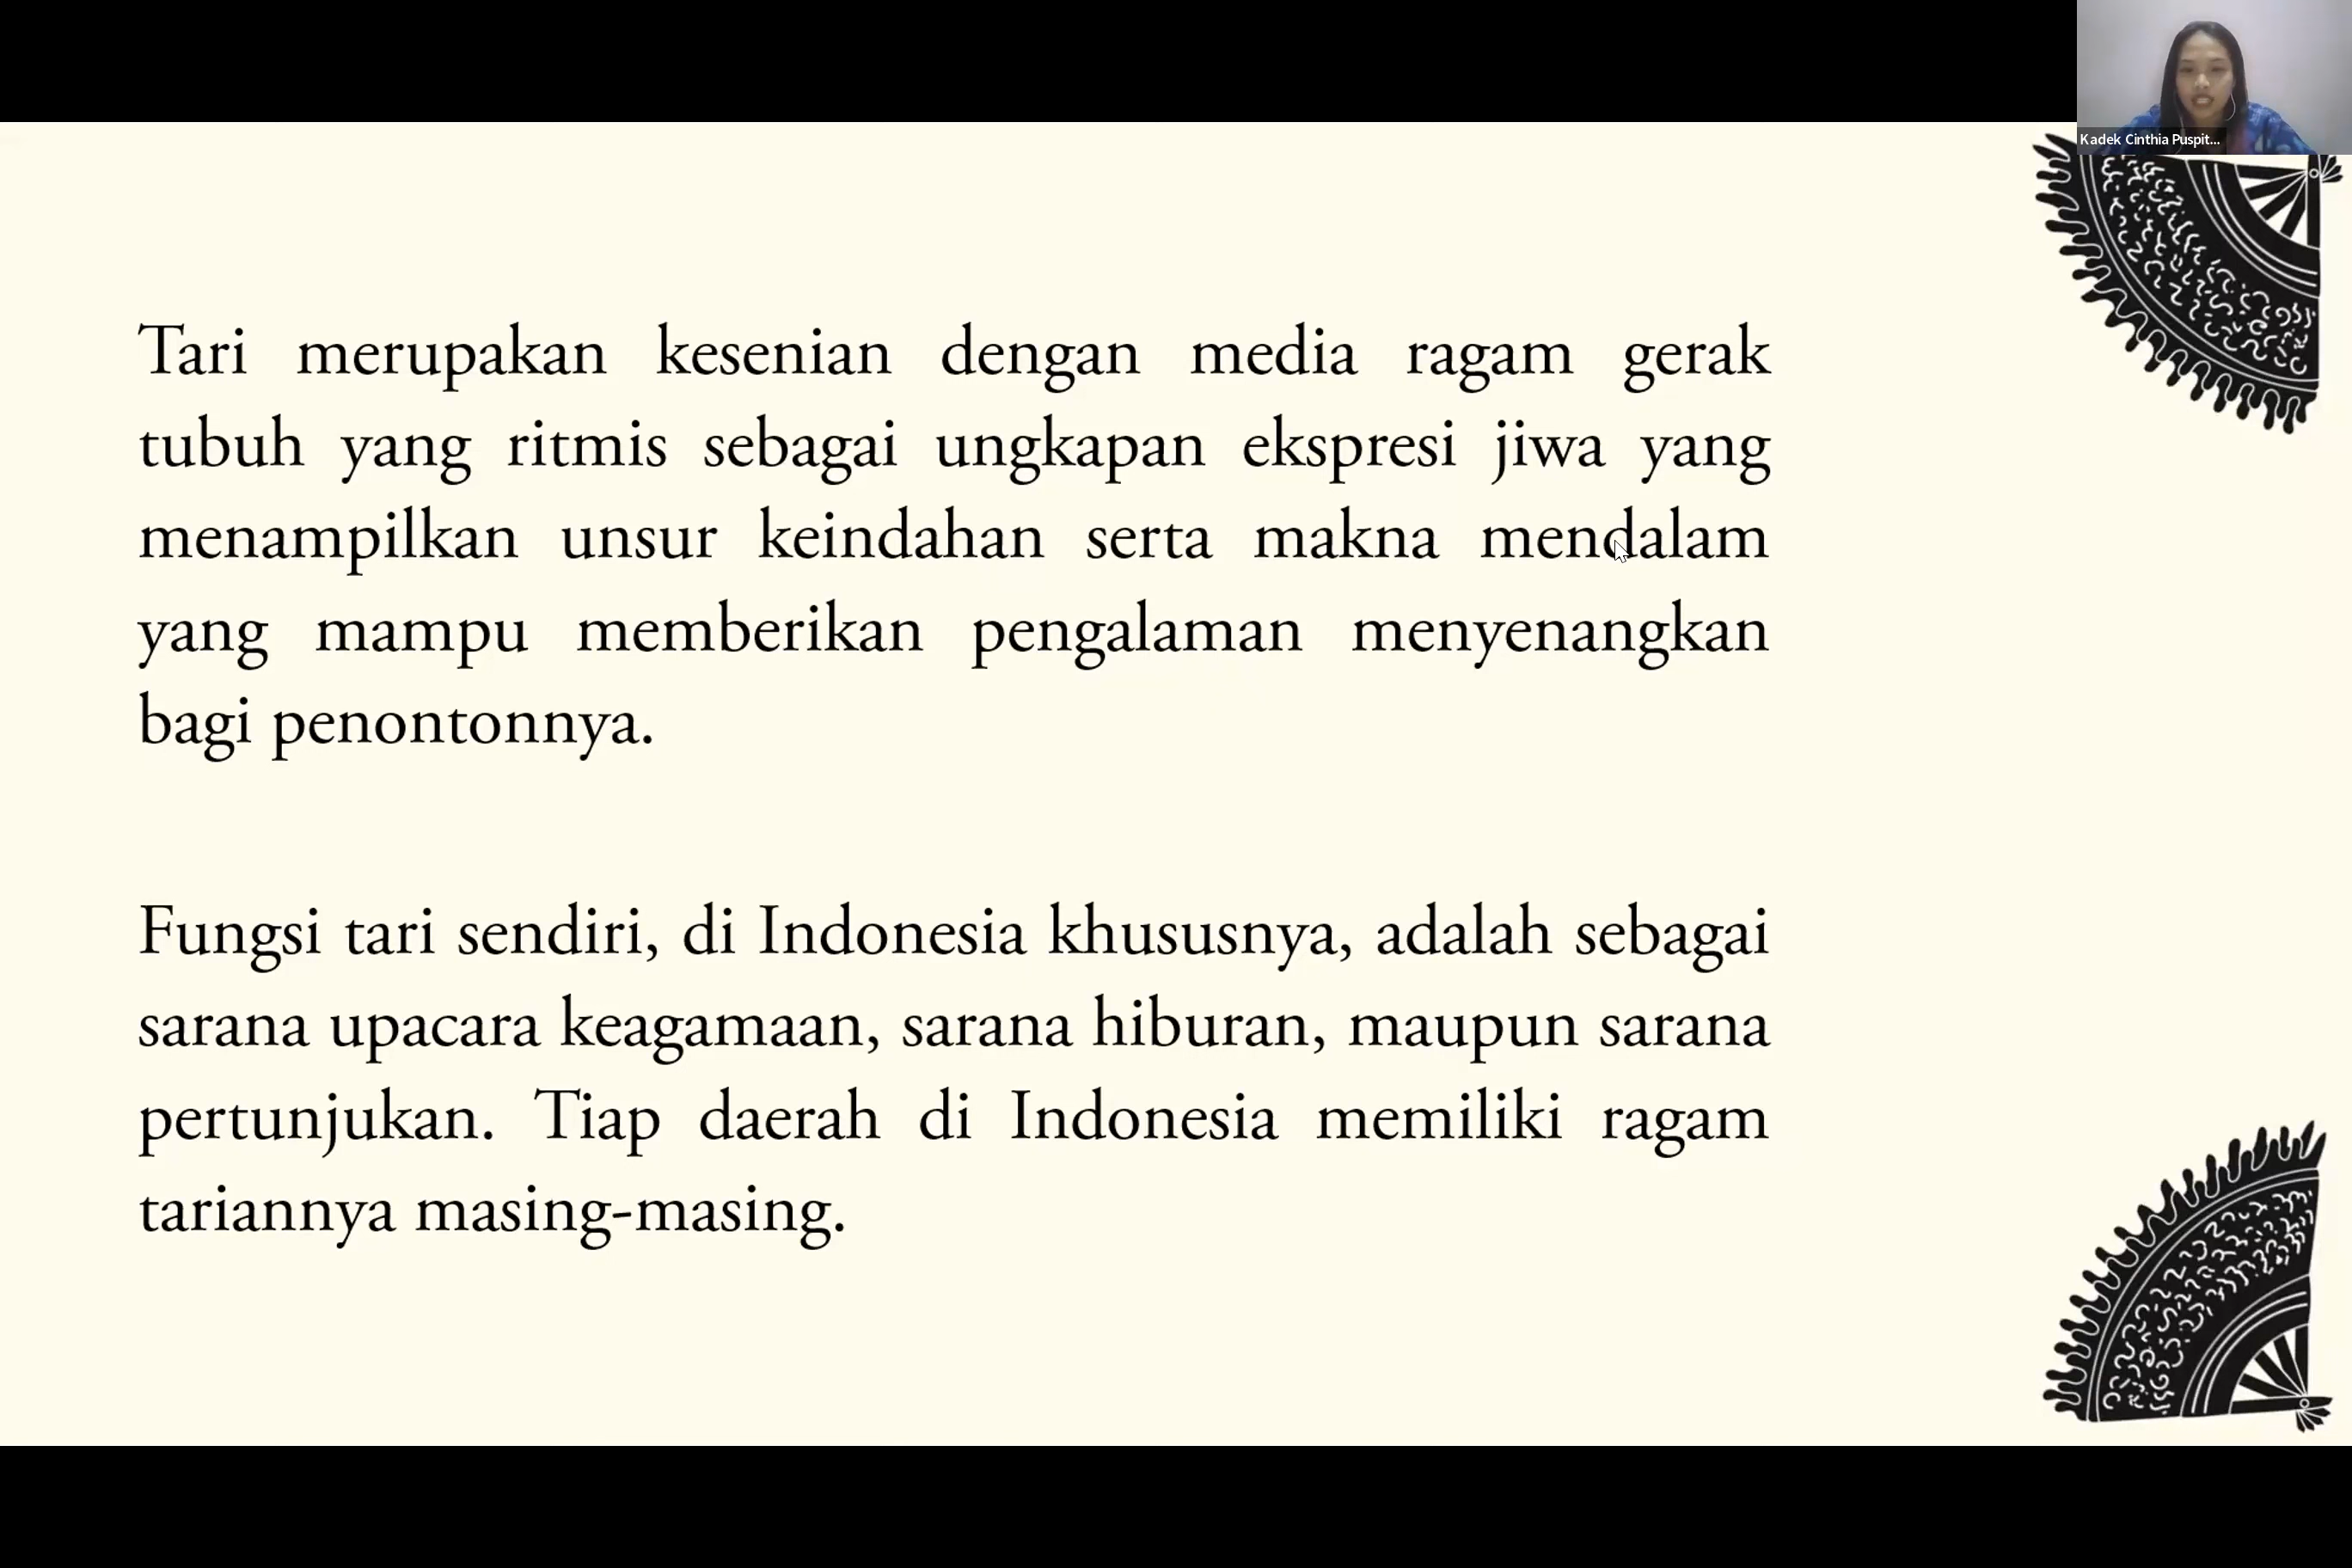 Kadek Cinthia Puspit...
Tari merupakan kesenian dengan media ragam gerak
tubuh yang ritmis sebagai ungkapan ekspresi jiwa yang
menampilkan unsur keindahan serta makna mendalam
yang mampu memberikan pengalaman menyenangkan
bagi penontonnya.
Fungsi tari sendiri, di Indonesia khususnya, adalah sebagai
sarana upacara keagamaan, sarana hiburan, maupun sarana
pertunjukan. Tiap daerah di Indonesia memiliki ragam
tariannya masing-masing.